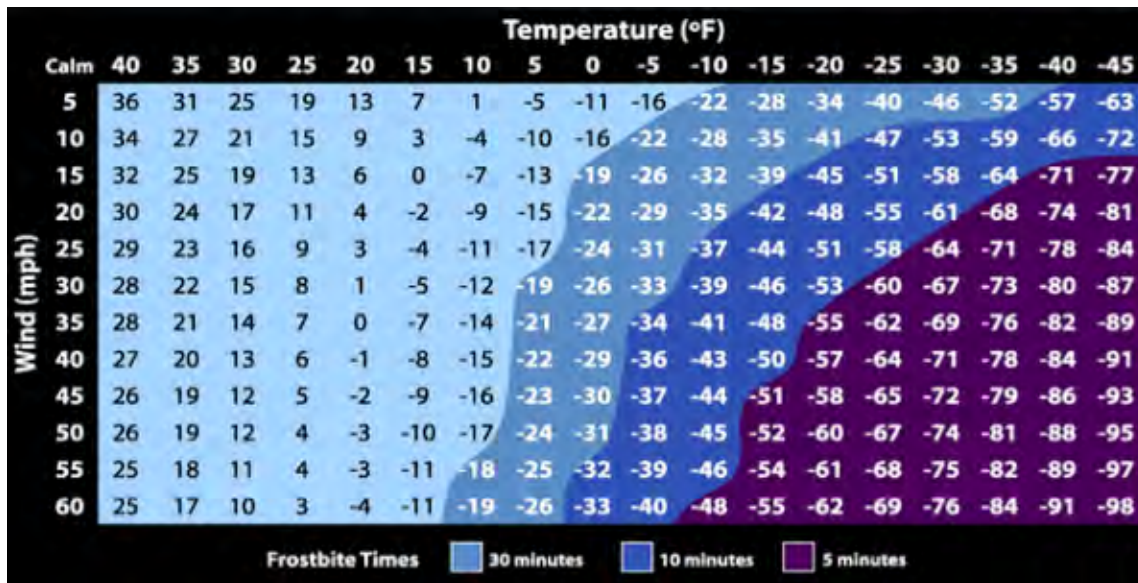 Temperature (ºF)
Calm 40 35 30 25 20 15 10 5 0 -5 -10 -15 -20 -25 -30 -35 -40 -45
5 36 31 25 19 13 7 1 -5 -11 -16 -22 -28 -34 -40 -46 -52 -57 -63
10 34 27 21 15 9 3 -4 -10 -16 -22 -28 -35 -41 -47 -53 -59 -66 -72
15 32 25 19 13 6 0 -7 -13 -19 -26 -32 -39 -45 -51 -58 -64 -71 -77
20 30 24 17 11 4 -2 -9 -15 -22 -29 -35 -42 -48 -55 -61 -68 -74 -81
25 29 23 16 9 3 -4 -11 -17 -24 -31 -37 -44 -51 -58 -64 -71 -78 -84
30 28 22 15 8 1 -5 -12 -19 -26 -33 -39 -46 -53 -60 -67 -73 -80 -87
35 28 21 14 7 0 -7 -14 -21 -27 -34 -41 -48 -55 -62 -69 -76 -82 -89
40 27 20 13 6 -1 -8 -15 -22 -29 -36 -43 -50 -57 -64 -71 -78 -84 -91
45 26 19 12 5 -2 -9 -16 -23 -30 -37 -44 -51 -58 -65 -72 -79 -86 -93
50 26 19 12 4 -3 -10 -17 -24 -31 -38 -45 -52 -60 -67 -74 -81 -88 -95
55 25 18 11 4 -3 -11 -18 -25 -32 -39 -46 -54 -61 -68 -75 -82 -89 -97
60 25 17 10 3 -4 -11 -19 -26 -33 -40 -48 -55 -62 -69 -76 -84 -91 -98
Wind (mph)
Frostbite Times 30 minutes 10 minutes 5 minutes